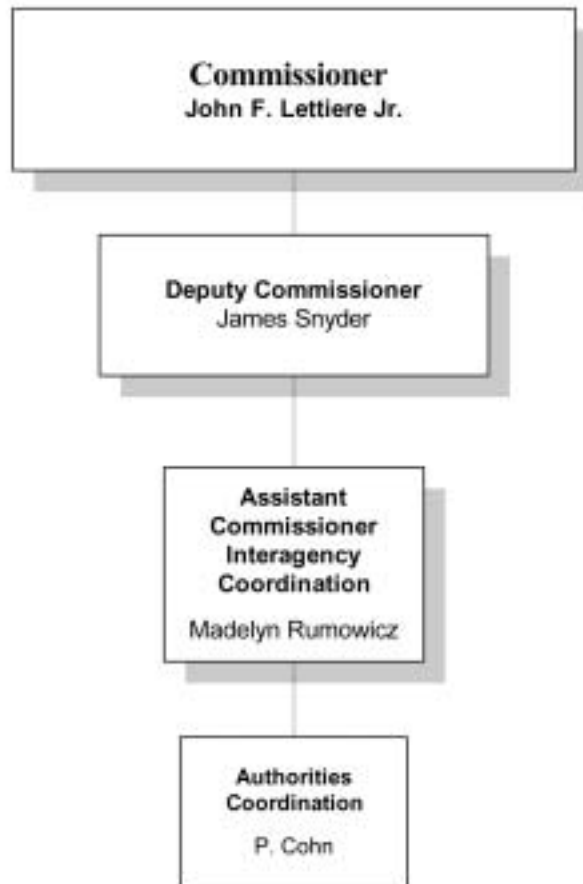 Commissioner
John F. Lettiere Jr.
Deputy Commissioner
James Snyder
Assistant
Commissioner
Interagency
Coordination
Madelyn Rumowicz
Authorities
Coordination
P. Cohn